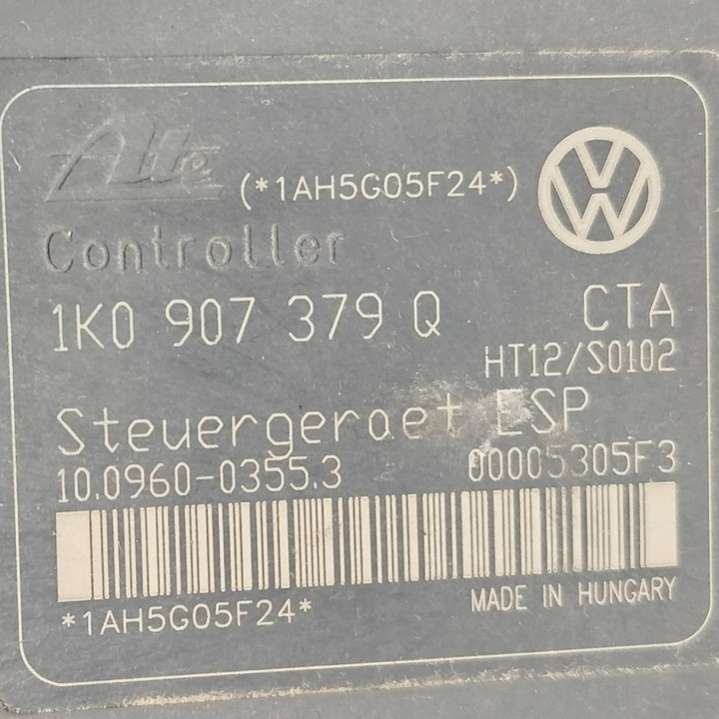 Ate
(*1AH5G05F24*)
Controller
1K0 907 379 Q
CTA
HT12/S0102
Steuergeraet ESP
10.0960-0355.3
00005305F3
*1AH5G05F24*
MADE IN HUNGARY